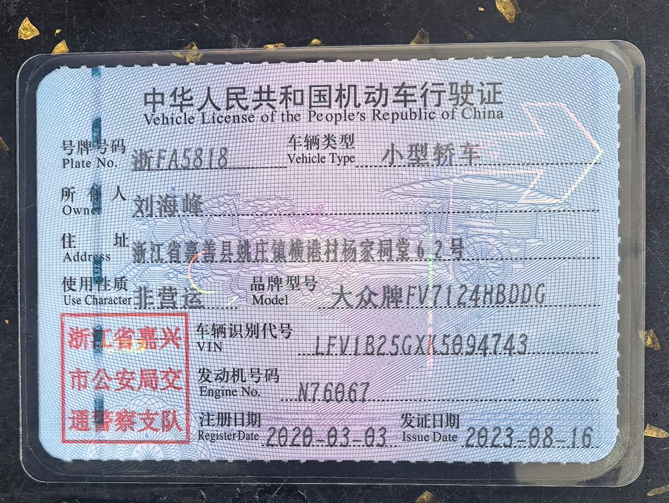 中华人民共和国机动车行驶证
Vehicle License of the People's Republic of China
号牌号码 浙FA5818 车辆类型 小型轿车
Plate No. Vehicle Type
所有人 刘海峰
Owner
住址 浙江省嘉善县姚庄镇横港村杨家祠堂62号
Address
使用性质 非营运 品牌型号 大众牌FV7124HBDDG
Use Character Model
车辆识别代号 LFV1B25GXK5094743
VIN
发动机号码 N76067
Engine No.
注册日期 2020-03-03 发证日期 2023-08-16
Register Date Issue Date
浙江省嘉兴
市公安局交
通警察支队